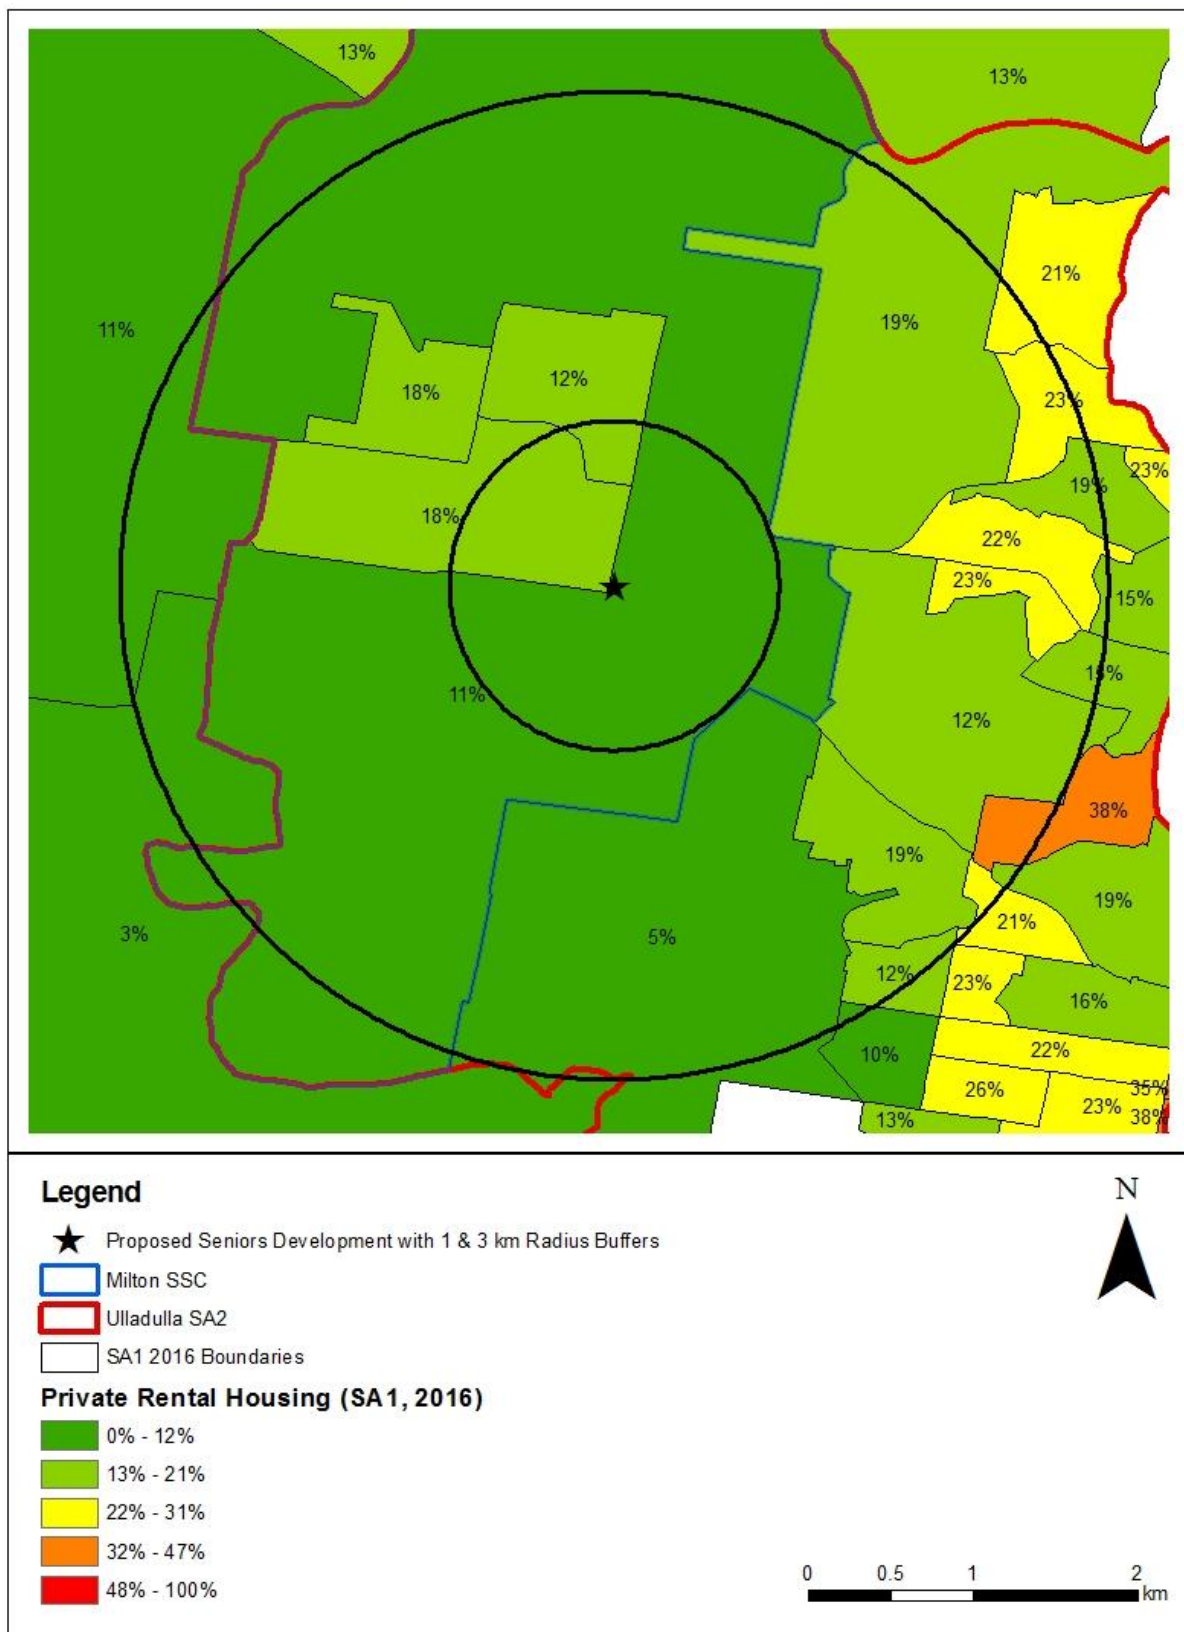 13%
13%
21%
11%
19%
12%
18%
23%
23%
19%
18%
22%
23%
15%
15%
11%
12%
38%
19%
19%
21%
3%
5%
12%
23%
16%
10%
22%
26%
35%
23%
38%
13%
Legend
N
Proposed Seniors Development with 1 & 3 km Radius Buffers
Milton SSC
Ulladulla SA2
SA1 2016 Boundaries
Private Rental Housing (SA1, 2016)
0% - 12%
13% - 21%
22% - 31%
32% - 47%
48% - 100%
0 0.5 1 2
km